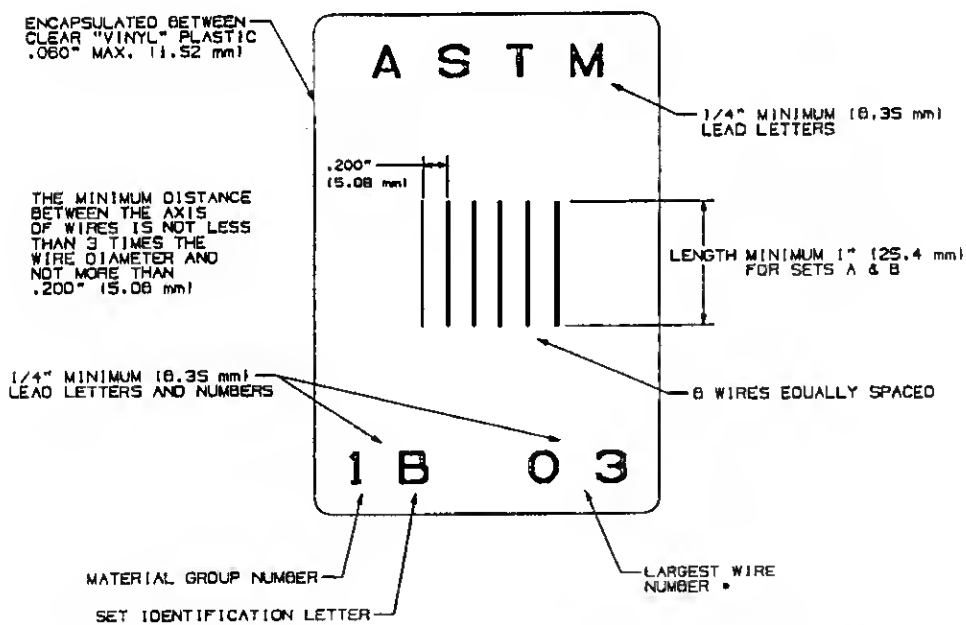 ENCAPSULATED BETWEEN
CLEAR "VINYL" PLASTIC
.060" MAX. (1.52 mm)
A S T M
1/4" MINIMUM (6.35 mm)
LEAD LETTERS
.200"
(5.08 mm)
THE MINIMUM DISTANCE
BETWEEN THE AXIS
OF WIRES IS NOT LESS
THAN 3 TIMES THE
WIRE DIAMETER AND
NOT MORE THAN
.200" (5.08 mm)
LENGTH MINIMUM 1" (25.4 mm)
FOR SETS A & B
1/4" MINIMUM (6.35 mm)
LEAD LETTERS AND NUMBERS
6 WIRES EQUALLY SPACED
1 B 0 3
MATERIAL GROUP NUMBER
SET IDENTIFICATION LETTER
LARGEST WIRE
NUMBER *